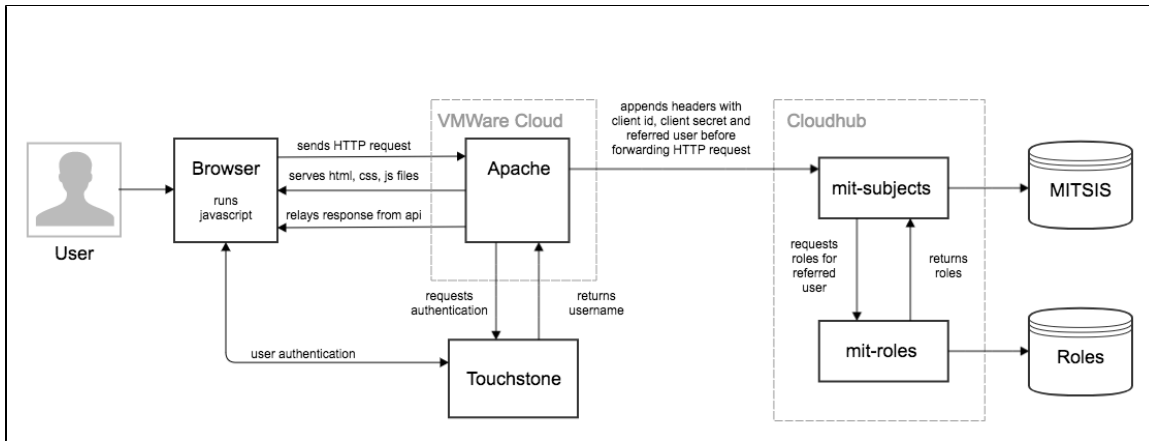 VMWare Cloud
appends headers with
client id, client secret and
referred user before
forwarding HTTP request
Cloudhub
User
Browser
runs
javascript
sends HTTP request
serves html, css, js files
relays response from api
Apache
mit-subjects
MITSIS
requests
authentication
returns
username
requests
roles for
referred
user
returns
roles
user authentication
Touchstone
mit-roles
Roles